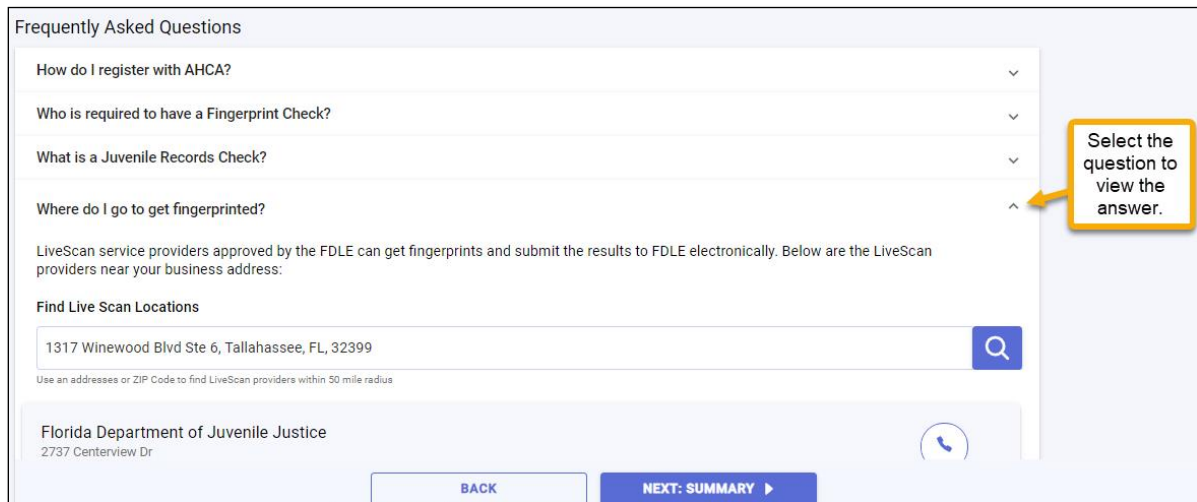 Frequently Asked Questions
How do I register with AHCA?
Who is required to have a Fingerprint Check?
What is a Juvenile Records Check?
Where do I go to get fingerprinted?
LiveScan service providers approved by the FDLE can get fingerprints and submit the results to FDLE electronically. Below are the LiveScan
providers near your business address:
Find Live Scan Locations
1317 Winewood Blvd Ste 6, Tallahassee, FL, 32399
Use an addresses or ZIP Code to find LiveScan providers within 50 mile radius
Florida Department of Juvenile Justice
2737 Centerview Dr
BACK
NEXT: SUMMARY
Select the
question to
view the
answer.